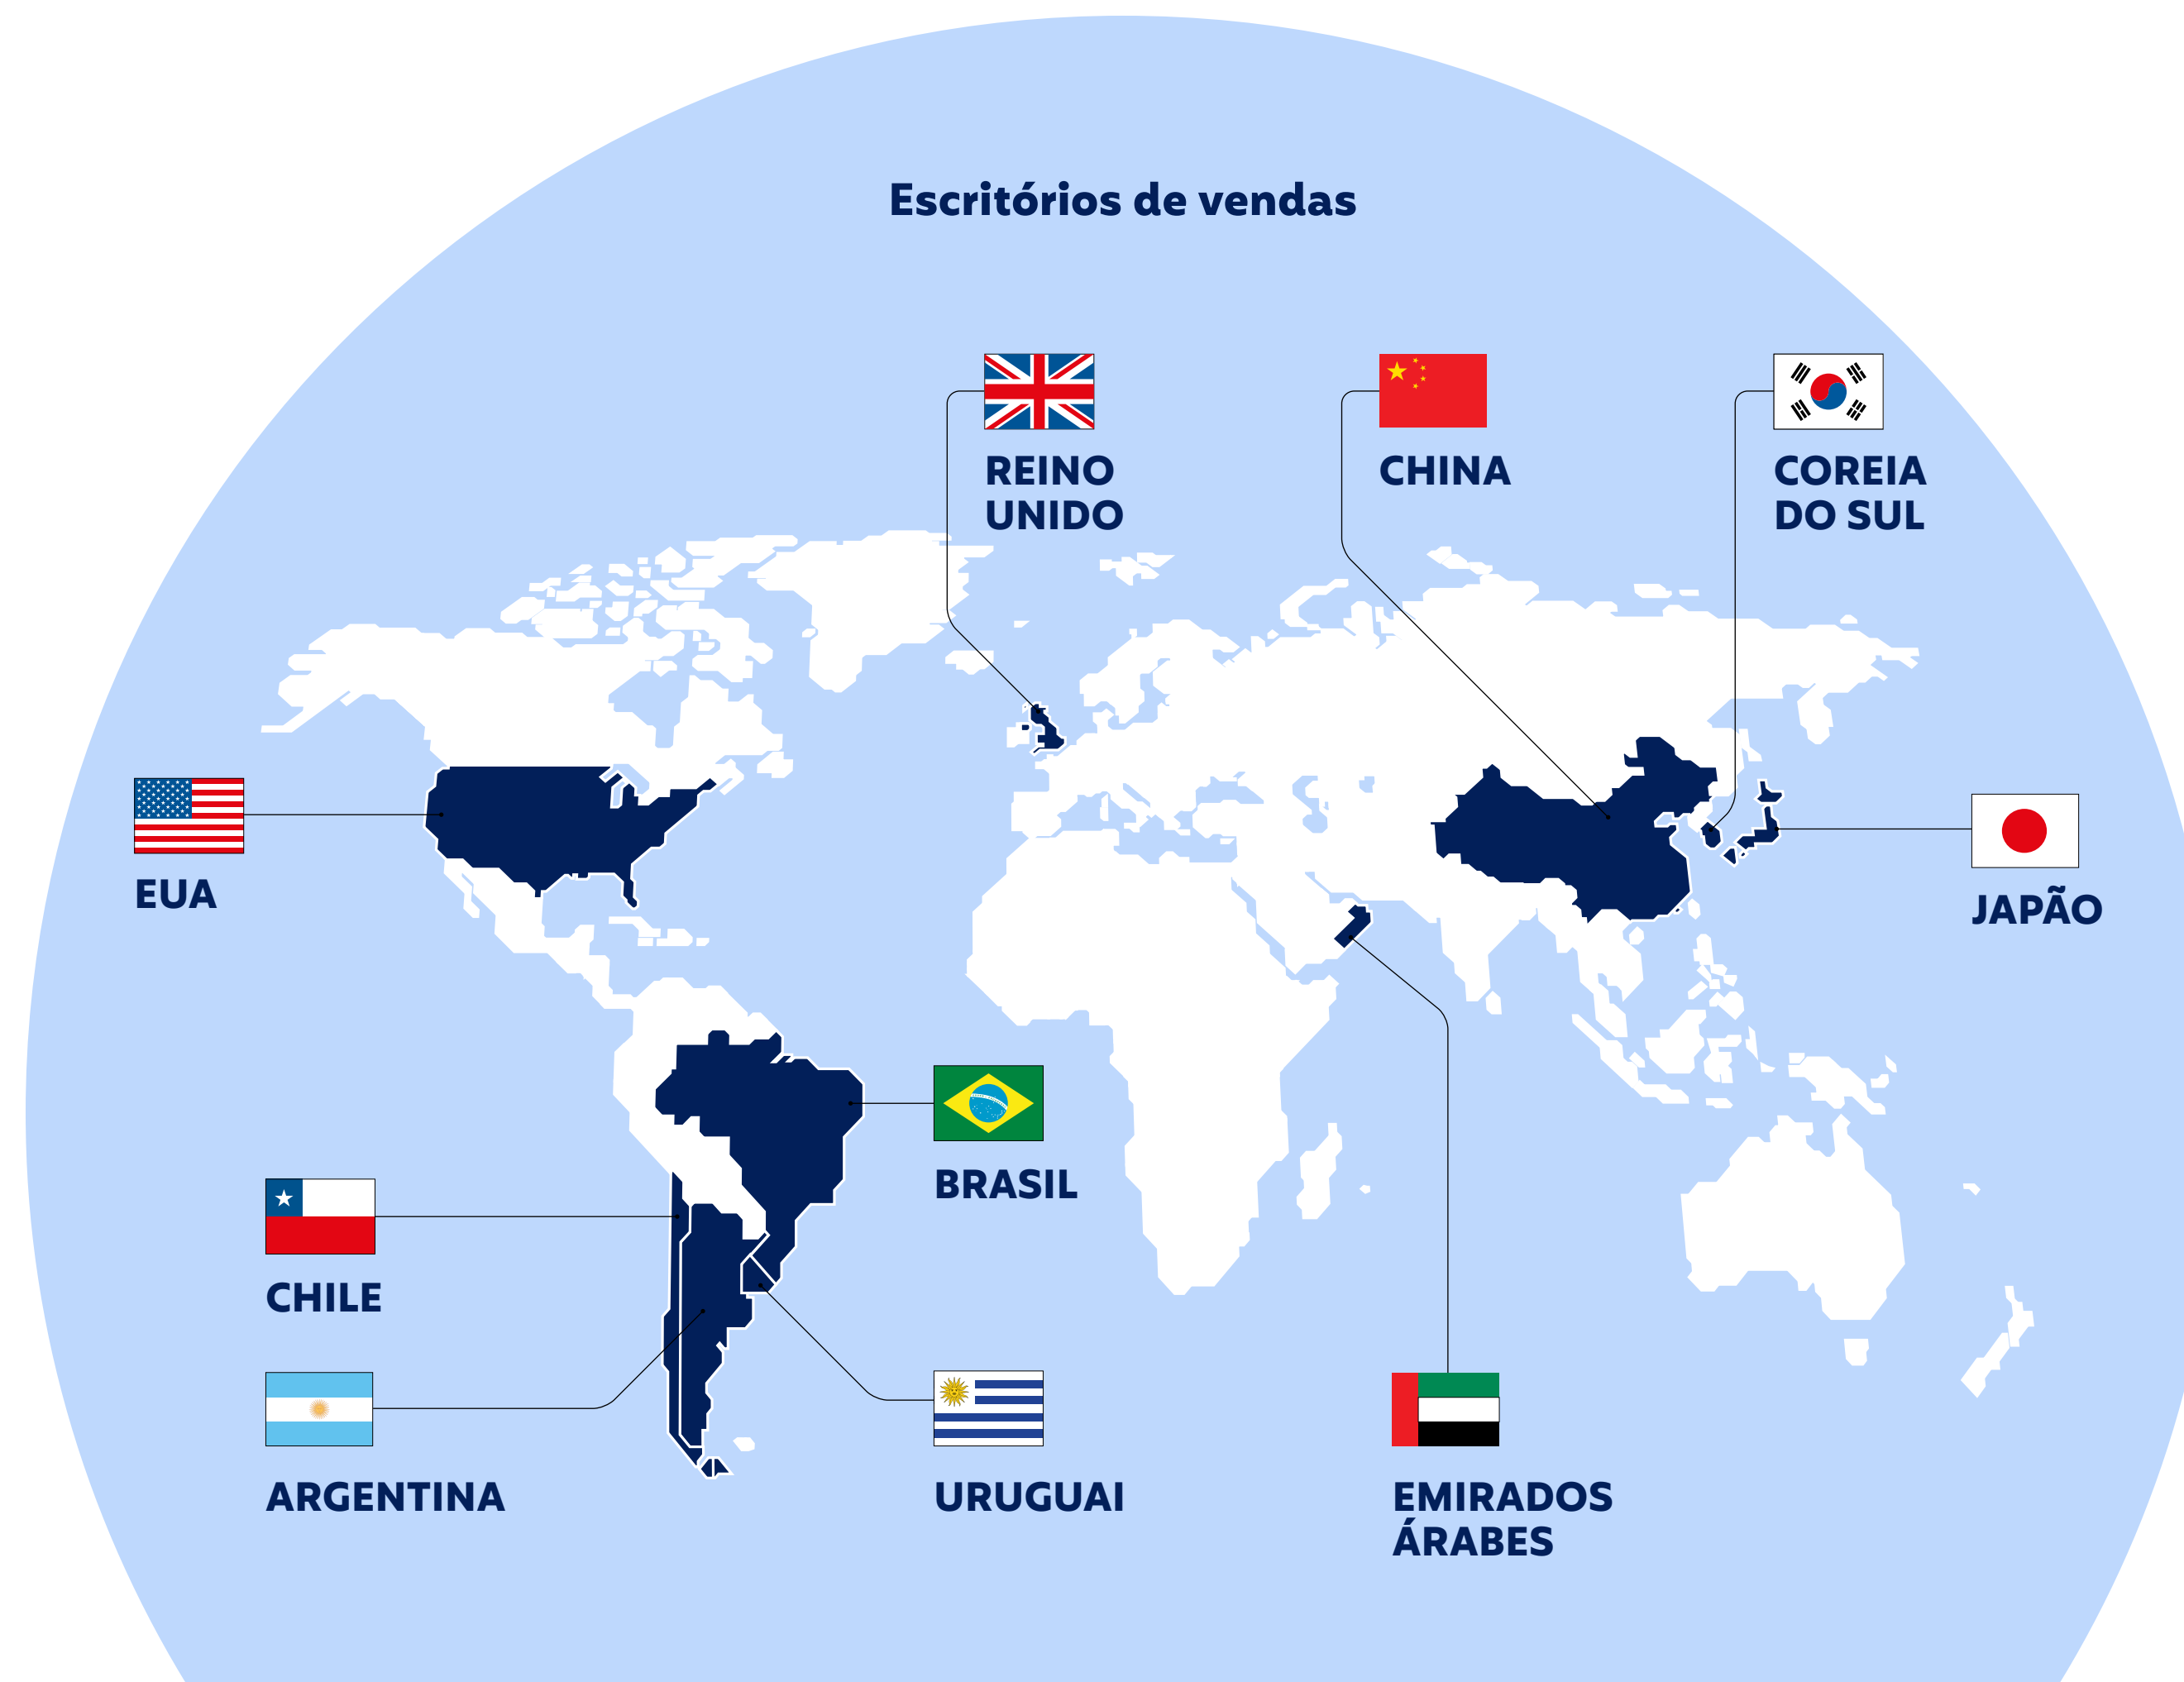 Escritórios de vendas
REINO
UNIDO
CHINA
COREIA
DO SUL
EUA
JAPÃO
BRASIL
CHILE
ARGENTINA
URUGUAI
EMIRADOS
ÁRABES